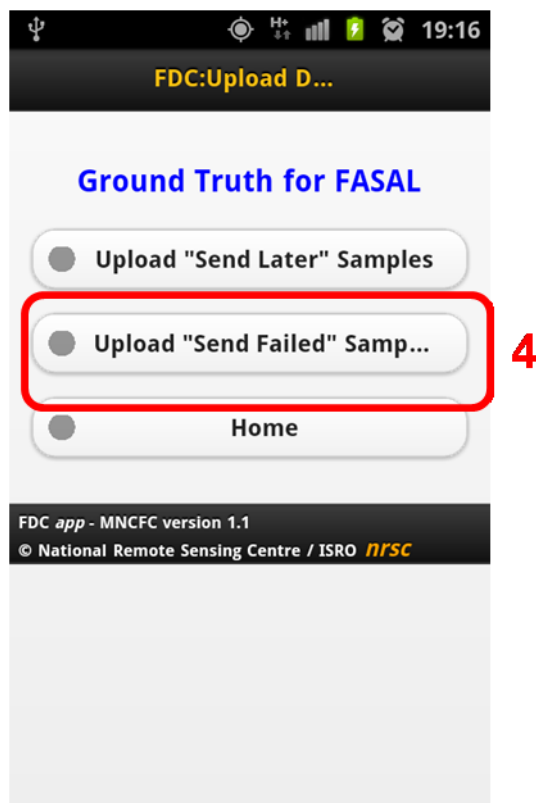 H+ 19:16
FDC:Upload D...
Ground Truth for FASAL
Upload "Send Later" Samples
Upload "Send Failed" Samp...
4
Home
FDC app - MNCFC version 1.1
© National Remote Sensing Centre / ISRO nrsc